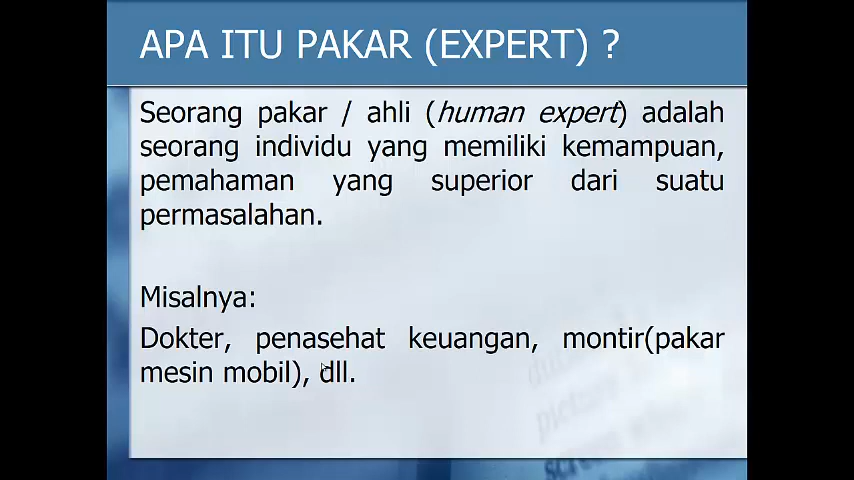 APA ITU PAKAR (EXPERT) ?
Seorang pakar / ahli (human expert) adalah
seorang individu yang memiliki kemampuan,
pemahaman yang superior dari suatu
permasalahan.
Misalnya:
Dokter, penasehat keuangan, montir(pakar
mesin mobil), dll.